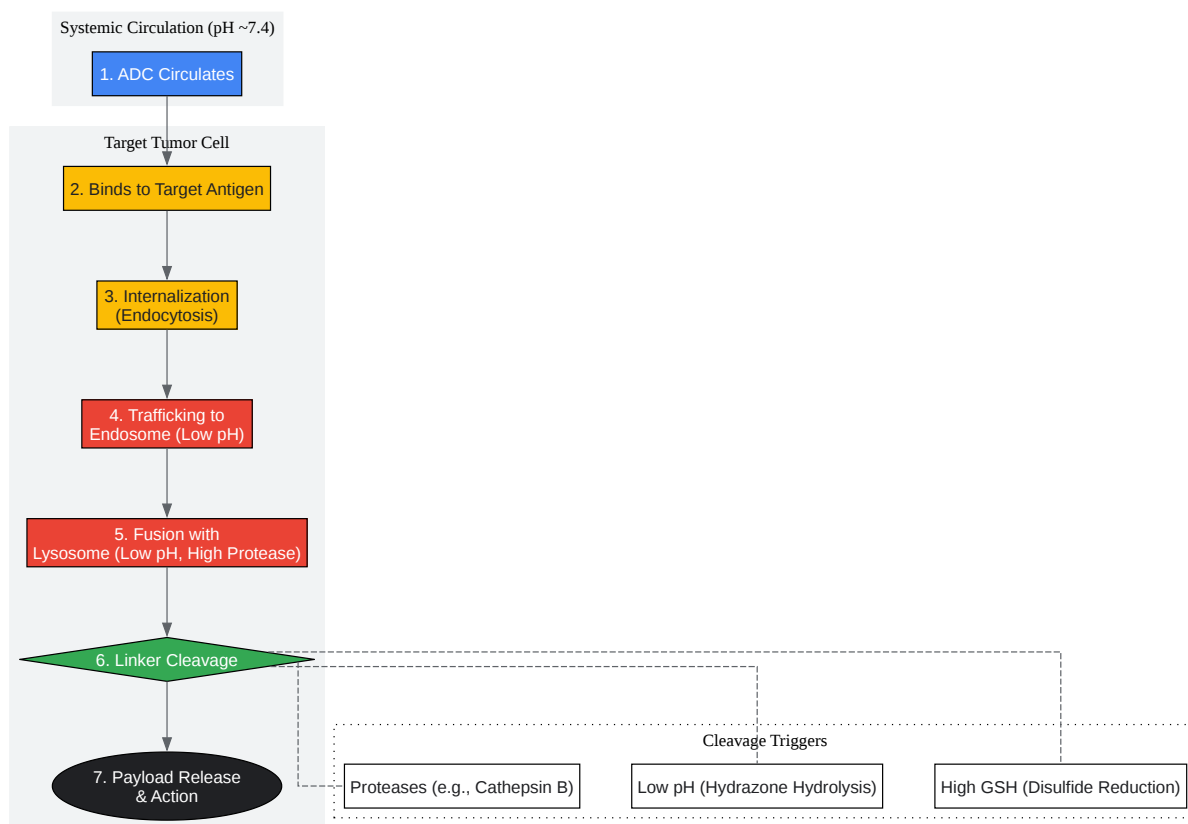 Systemic Circulation (pH ~7.4)
1. ADC Circulates
Target Tumor Cell
2. Binds to Target Antigen
3. Internalization
(Endocytosis)
4. Trafficking to
Endosome (Low pH)
5. Fusion with
Lysosome (Low pH, High Protease)
6. Linker Cleavage
7. Payload Release
& Action
Cleavage Triggers
Proteases (e.g., Cathepsin B)
Low pH (Hydrazone Hydrolysis)
High GSH (Disulfide Reduction)